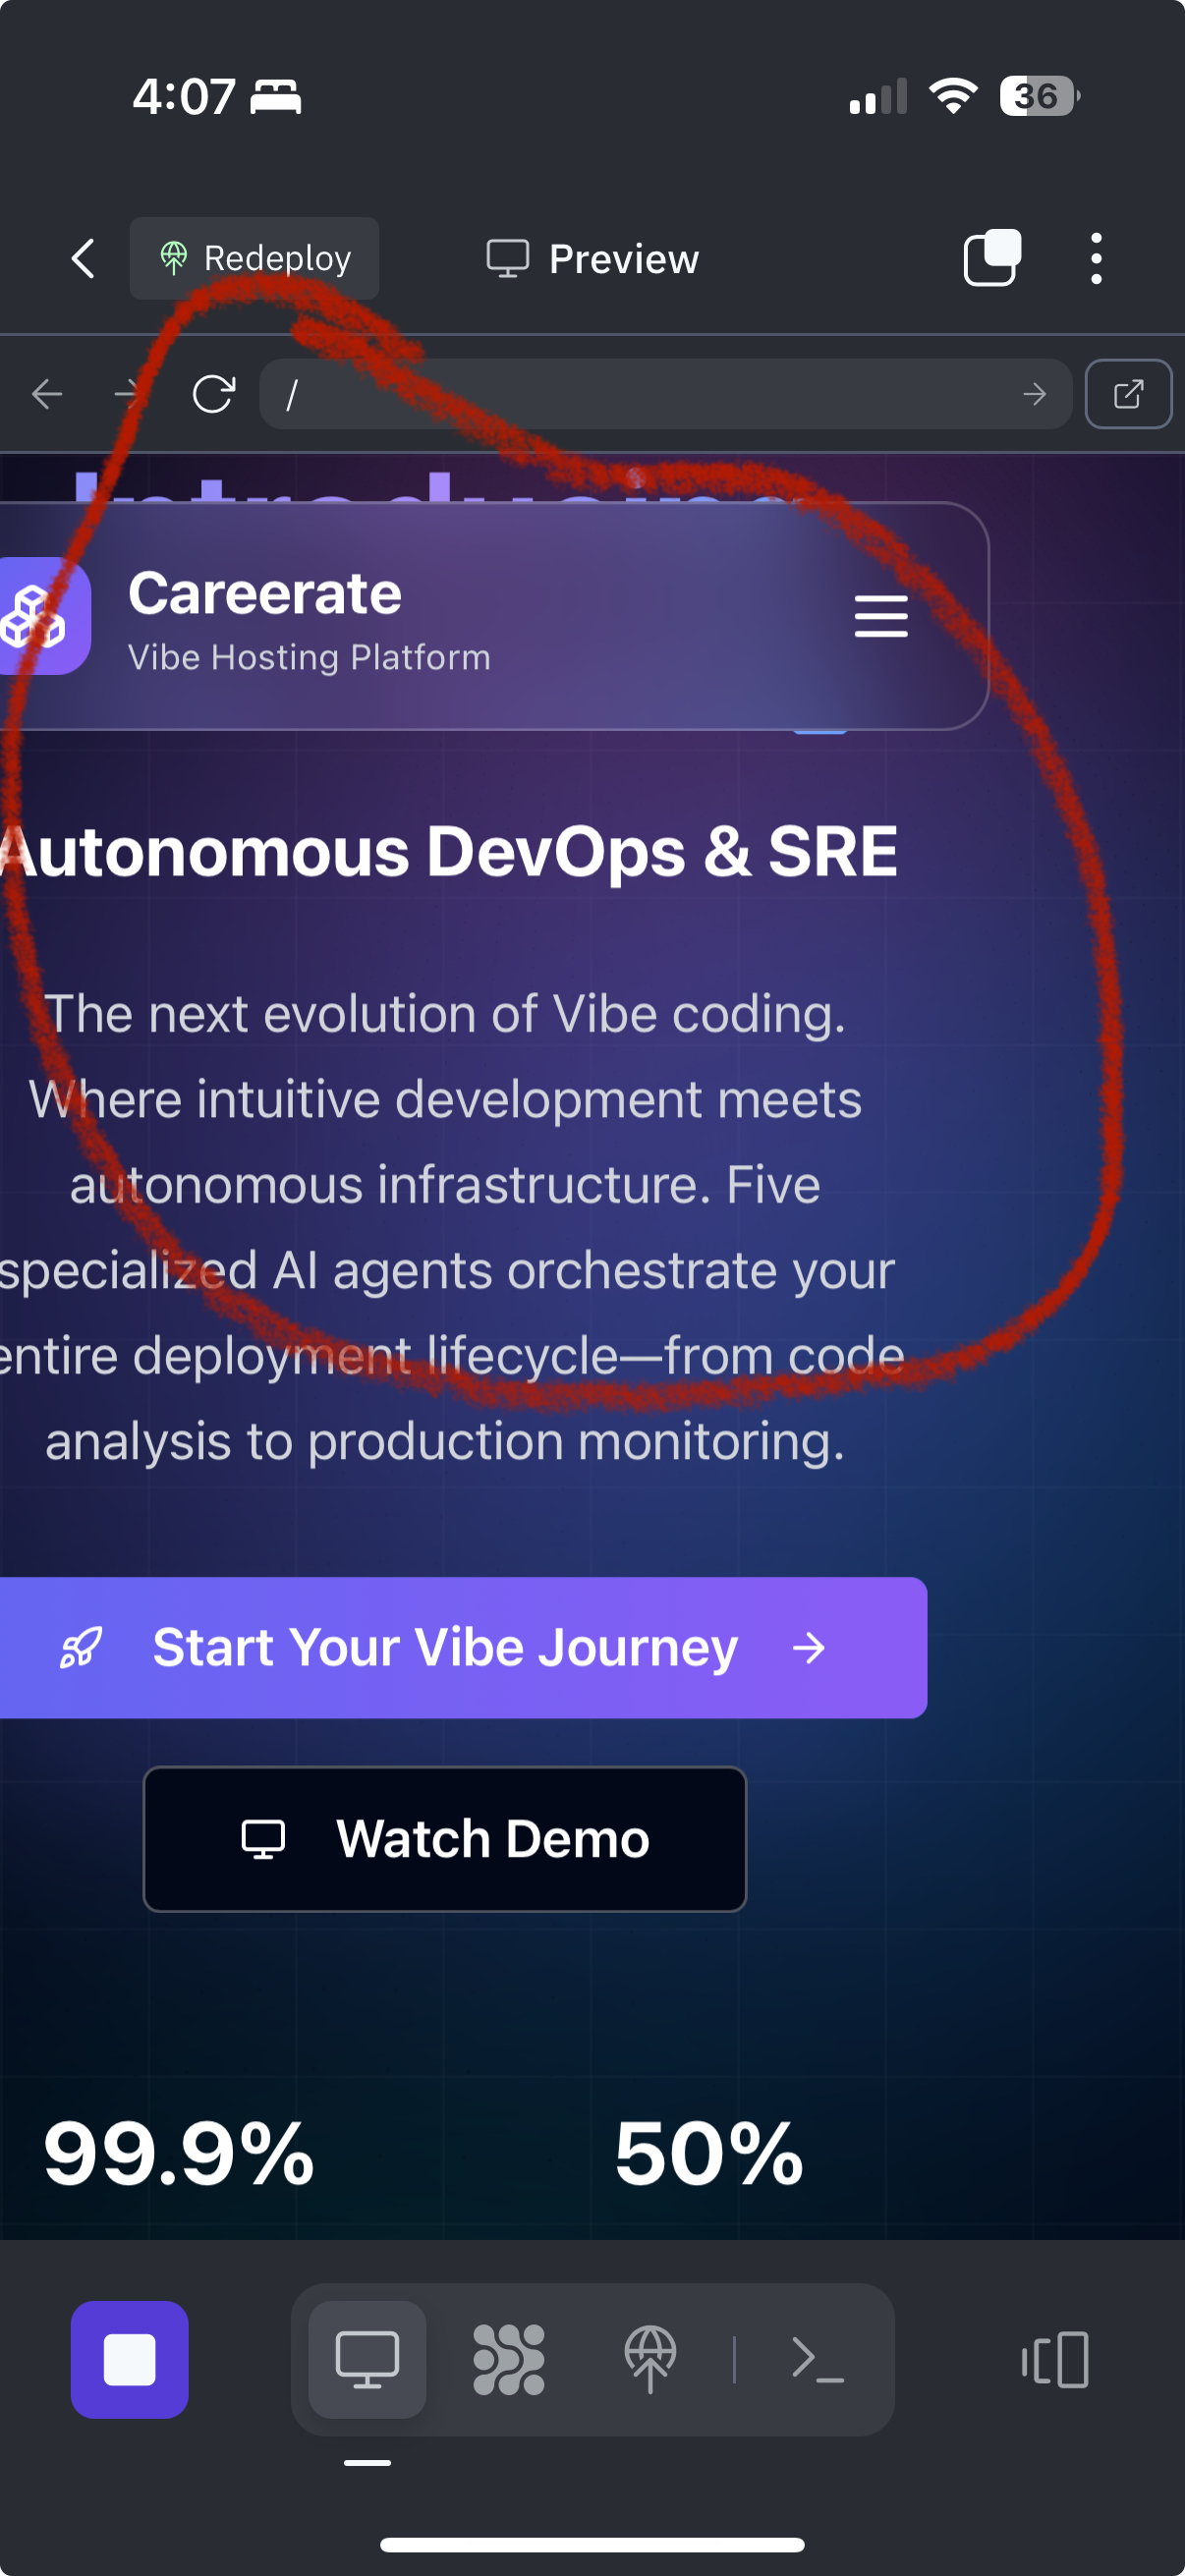 4:07
36
Redeploy
Preview
/
Introducing
Careerate
Vibe Hosting Platform
Autonomous DevOps & SRE
The next evolution of Vibe coding.
Where intuitive development meets
autonomous infrastructure. Five
specialized AI agents orchestrate your
entire deployment lifecycle—from code
analysis to production monitoring.
Start Your Vibe Journey
Watch Demo
99.9%
50%